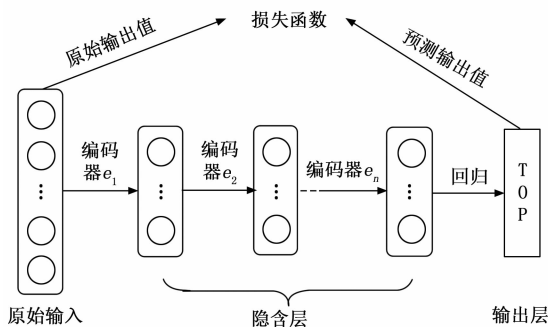 损失函数
原始输出值
预测输出值
编码
器e1
编码
器e2
编码器en
回归
T
O
P
原始输入
隐含层
输出层